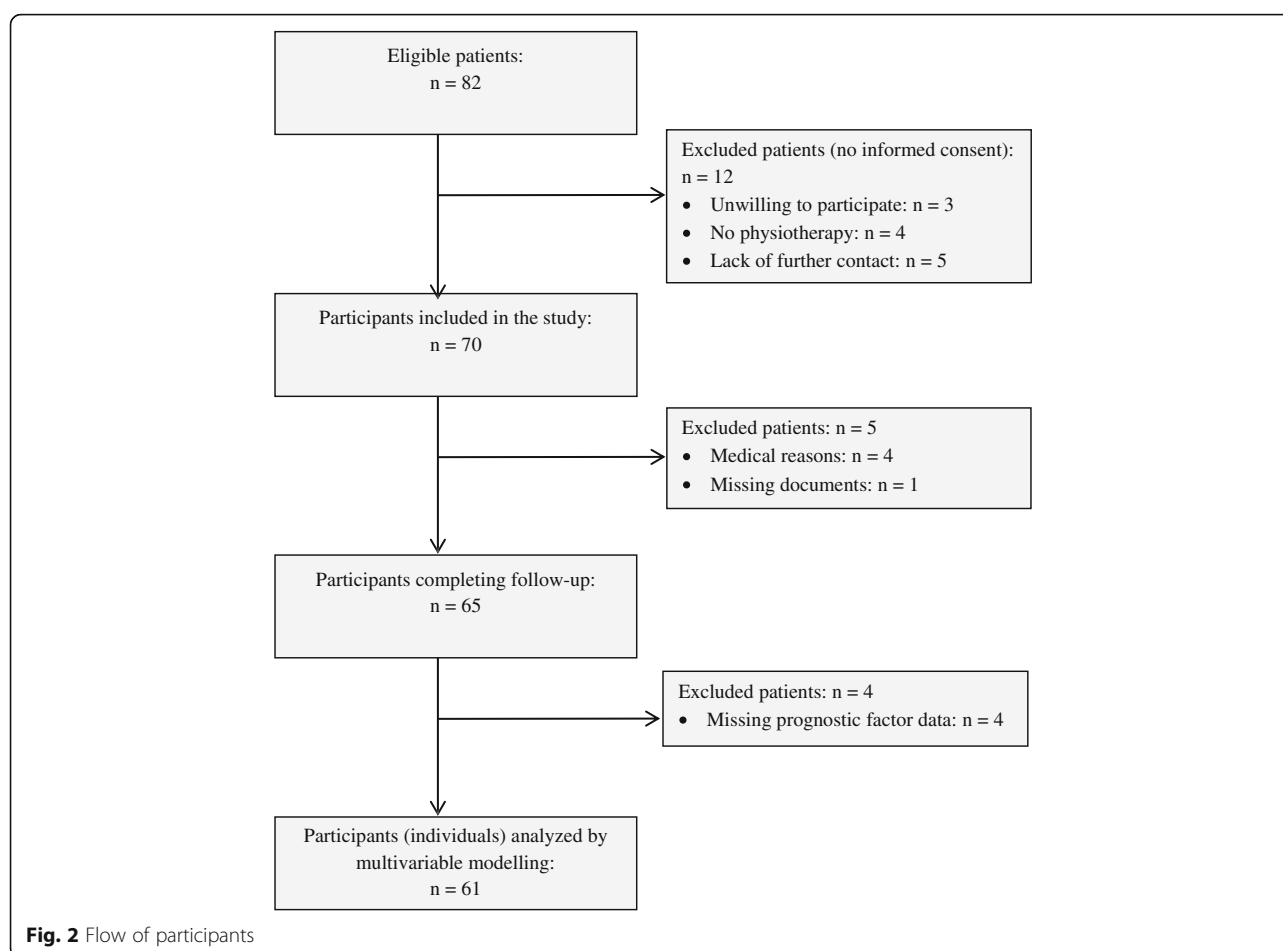 Eligible patients:
n = 82
Excluded patients (no informed consent):
n = 12
• Unwilling to participate: n = 3
• No physiotherapy: n = 4
• Lack of further contact: n = 5
Participants included in the study:
n = 70
Excluded patients: n = 5
• Medical reasons: n = 4
• Missing documents: n = 1
Participants completing follow-up:
n = 65
Excluded patients: n = 4
• Missing prognostic factor data: n = 4
Participants (individuals) analyzed by
multivariable modelling:
n = 61
Fig. 2 Flow of participants